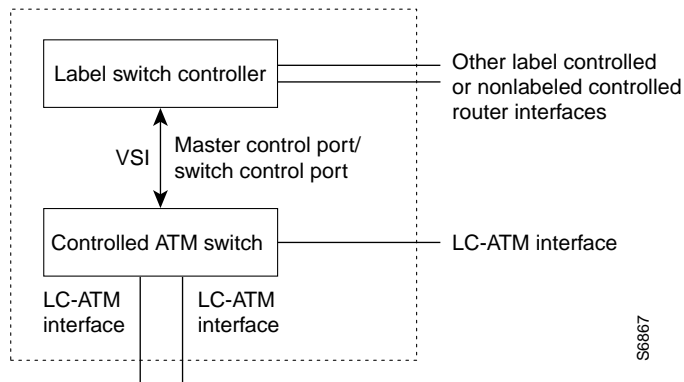 Label switch controller
Other label controlled
or nonlabeled controlled
router interfaces
VSI
Master control port/
switch control port
Controlled ATM switch
LC-ATM interface
LC-ATM
interface
LC-ATM
interface
S6867